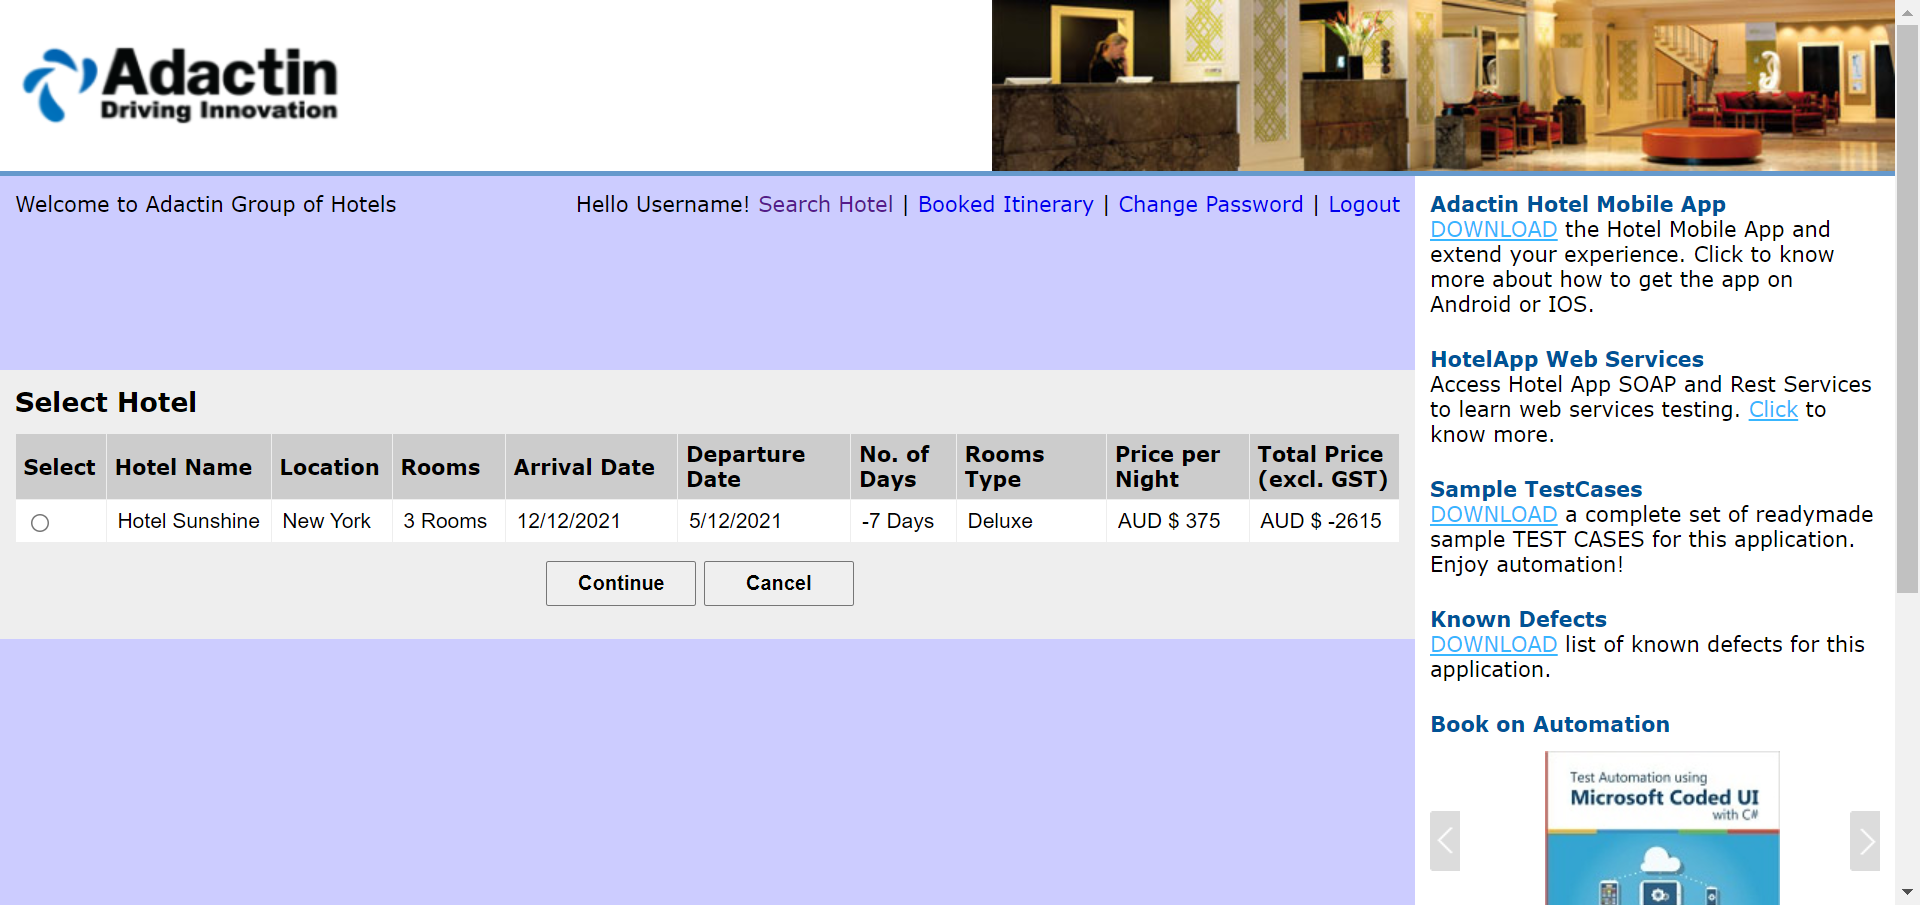 Adactin
Driving Innovation
Welcome to Adactin Group of Hotels
Hello Username! Search Hotel | Booked Itinerary | Change Password | Logout
Select Hotel
Select Hotel Name Location Rooms Arrival Date Departure Date No. of Days Rooms Type Price per Night Total Price (excl. GST)
Hotel Sunshine New York 3 Rooms 12/12/2021 5/12/2021 -7 Days Deluxe AUD $ 375 AUD $ -2615
Continue Cancel
Adactin Hotel Mobile App
DOWNLOAD the Hotel Mobile App and
extend your experience. Click to know
more about how to get the app on
Android or IOS.
HotelApp Web Services
Access Hotel App SOAP and Rest Services
to learn web services testing. Click to
know more.
Sample TestCases
DOWNLOAD a complete set of readymade
sample TEST CASES for this application.
Enjoy automation!
Known Defects
DOWNLOAD list of known defects for this
application.
Book on Automation
Test Automation using
Microsoft Coded UI
with C#